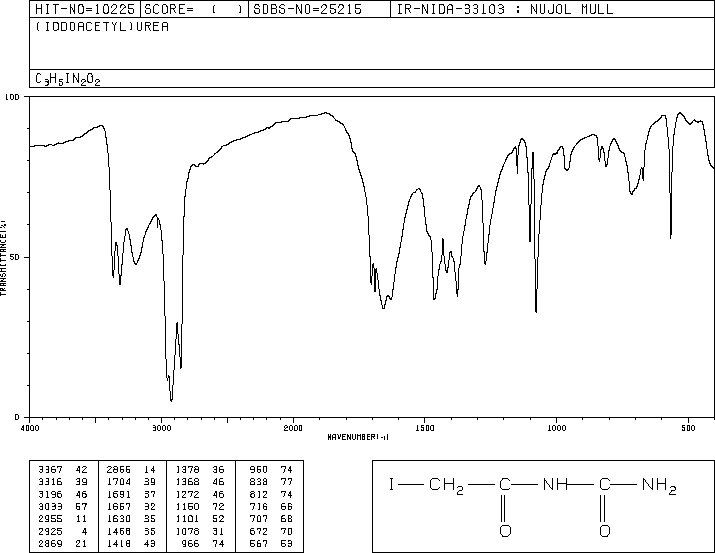 HIT-NO=10225 SCORE= ( ) SDBS-NO=25215 IR-NIDA-33103 : NUJOL MULL
(IODOACETYL)UREA
C3H5IN2O2
100
50
0
TRANSMITTANCE(%)
4000 3000 2000 1500 1000 500
WAVENUMBER(-1)
3367 42 2866 14 1378 36 960 74
3316 39 1704 39 1368 46 838 77
3196 46 1691 37 1272 46 812 74
3033 57 1657 32 1150 72 716 66
2955 11 1630 35 1101 52 707 68
2925 4 1468 35 1078 31 672 70
2869 21 1418 43 966 74 567 53
I CH2 C NH C NH2
O O